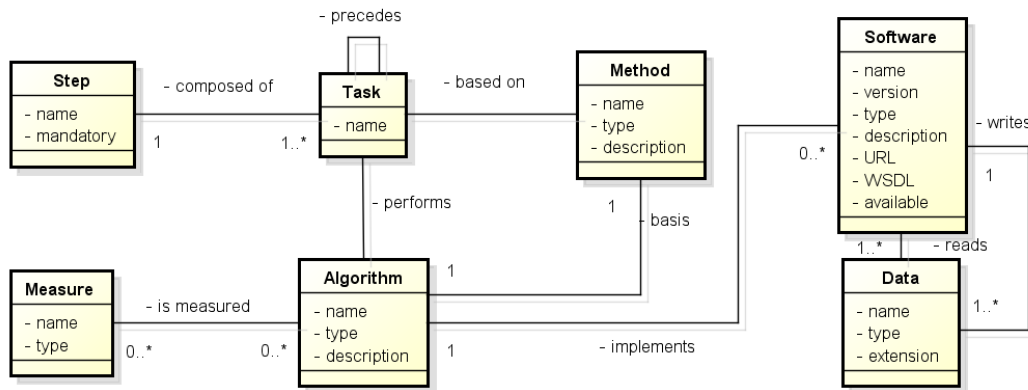 - precedes
Step
- name
- mandatory
- composed of
1
1..*
Task
- name
- based on
Method
- name
- type
- description
Software
- name
- version
- type
- description
- URL
- WSDL
- available
- writes
1
0..*
- performs
1
- basis
1
1..*
- reads
Measure
- name
- type
- is measured
0..*
0..*
Algorithm
- name
- type
- description
1
- implements
Data
- name
- type
- extension
1..*